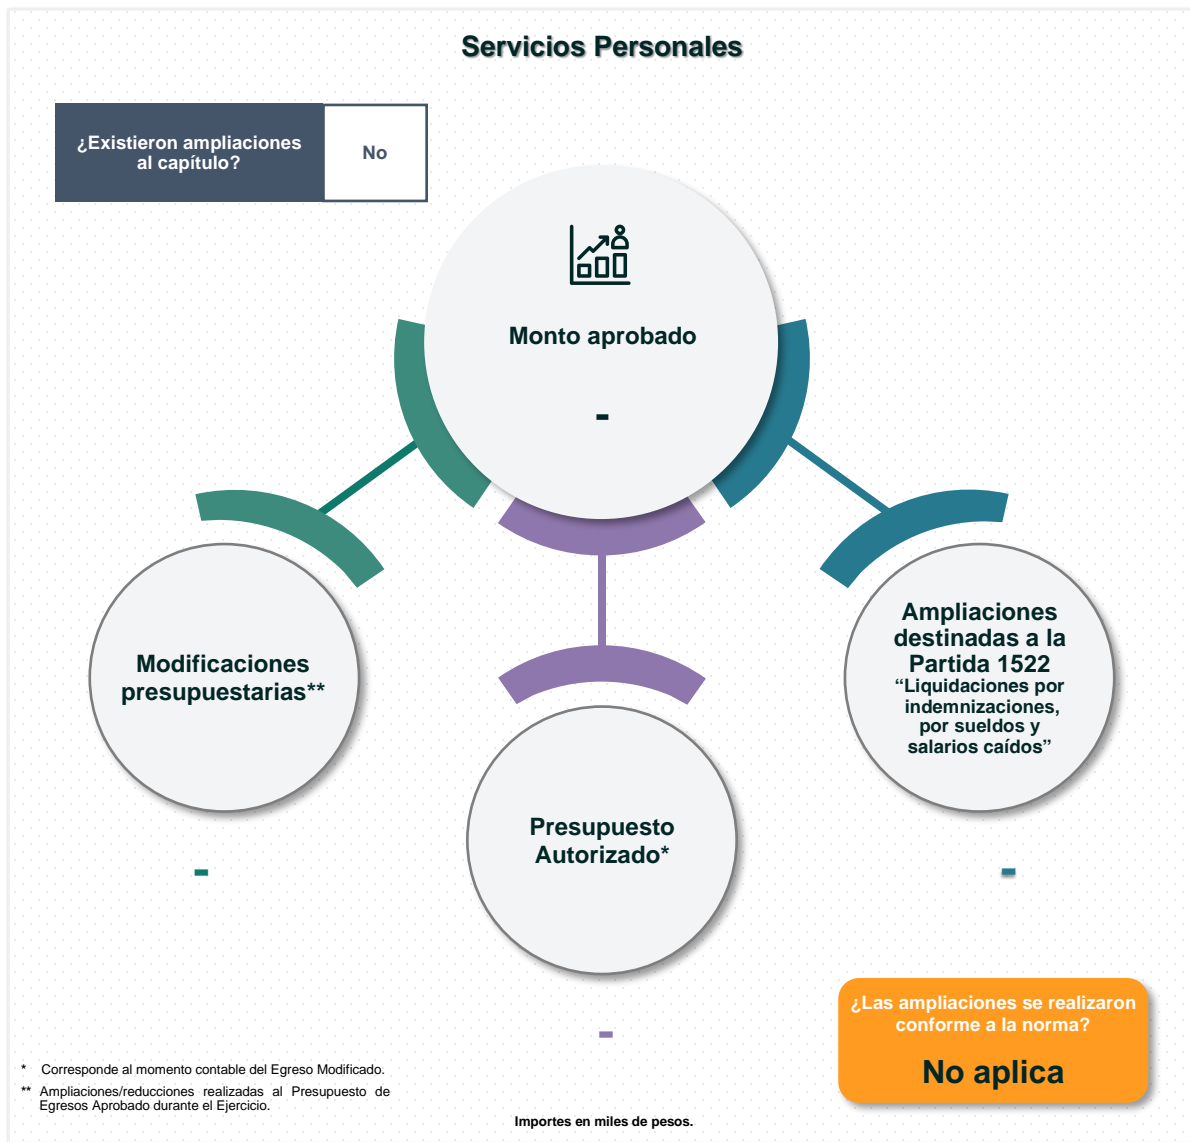 Servicios Personales
¿Existieron ampliaciones
al capítulo?
No
Monto aprobado
-
Modificaciones
presupuestarias**
-
Presupuesto
Autorizado*
-
Ampliaciones
destinadas a la
Partida 1522
“Liquidaciones por
indemnizaciones,
por sueldos y
salarios caídos”
-
¿Las ampliaciones se realizaron
conforme a la norma?
No aplica
* Corresponde al momento contable del Egreso Modificado.
** Ampliaciones/reducciones realizadas al Presupuesto de
Egresos Aprobado durante el Ejercicio.
Importes en miles de pesos.